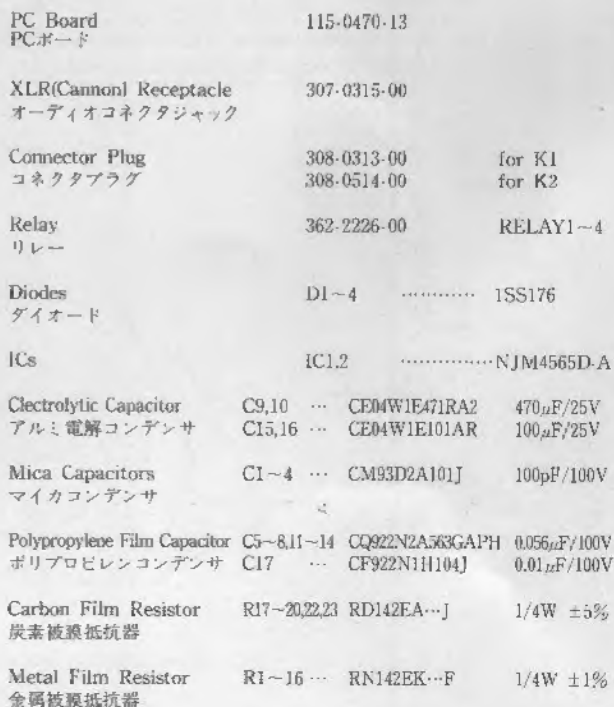 PC Board 115-0470-13
PCボード
XLR(Cannon) Receptacle 307-0315-00
オーディオコネクタジャック
Connector Plug 308-0313-00 for K1
コネクタプラグ 308-0514-00 for K2
Relay 362-2226-00 RELAY1~4
リレー
Diodes D1~4 ………… 1SS176
ダイオード
ICs IC1,2 ……………NJM4565D-A
Clectrolytic Capacitor C9,10 … CE04W1E471RA2 470μF/25V
アルミ電解コンデンサ C15,16 … CE04W1E101AR 100μF/25V
Mica Capacitors C1~4 … CM93D2A101J 100pF/100V
マイカコンデンサ
Polypropylene Film Capacitor C5~8,11~14 CQ922N2A563GAPH 0.056μF/100V
ポリプロピレンコンデンサ C17 … CF922N1H104J 0.01μF/100V
Carbon Film Resistor R17~20,22,23 RD142EA…J 1/4W ±5%
炭素被膜抵抗器
Metal Film Resistor R1~16 … RN142EK…F 1/4W ±1%
金属被膜抵抗器